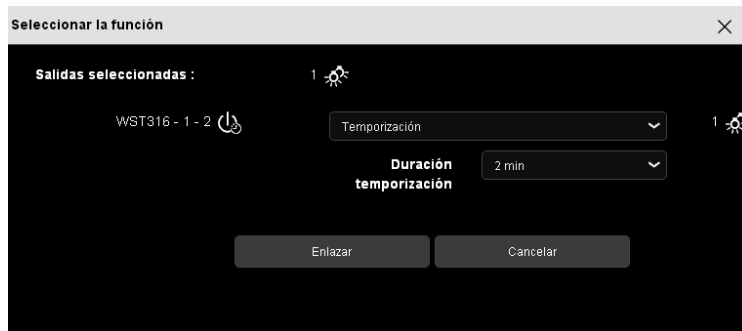 Seleccionar la función
Salidas seleccionadas : 1
WST316 - 1 - 2 Temporización 1
Duración 2 min
temporización
Enlazar Cancelar